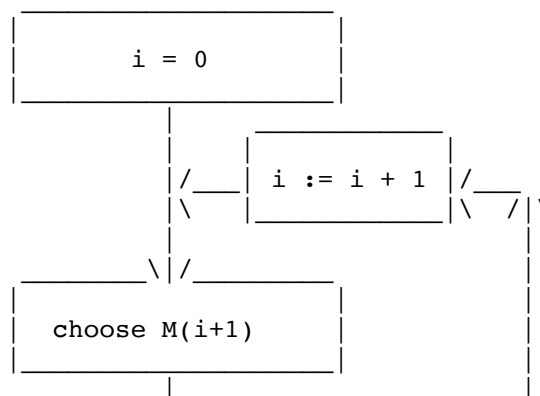 i = 0
i := i + 1
choose M(i+1)